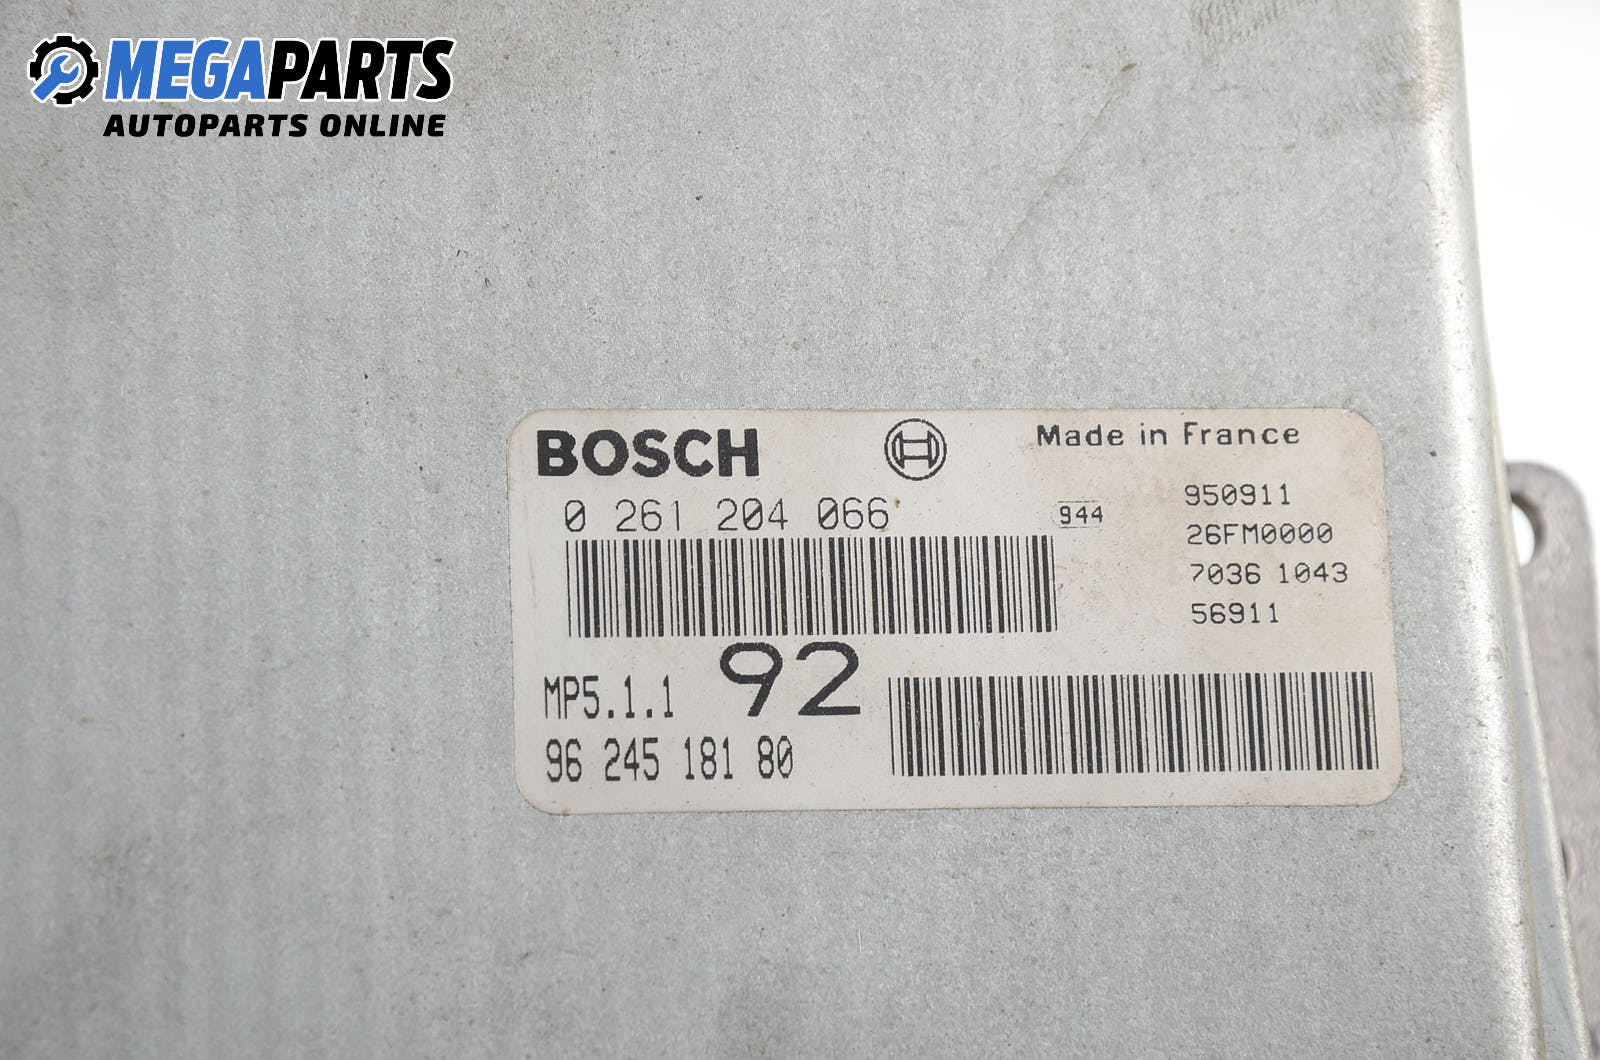 MEGAPARTS
AUTOPARTS ONLINE
BOSCH
Made in France
0 261 204 066
944
950911
26FM0000
7036 1043
56911
MP5.1.1
92
96 245 181 80